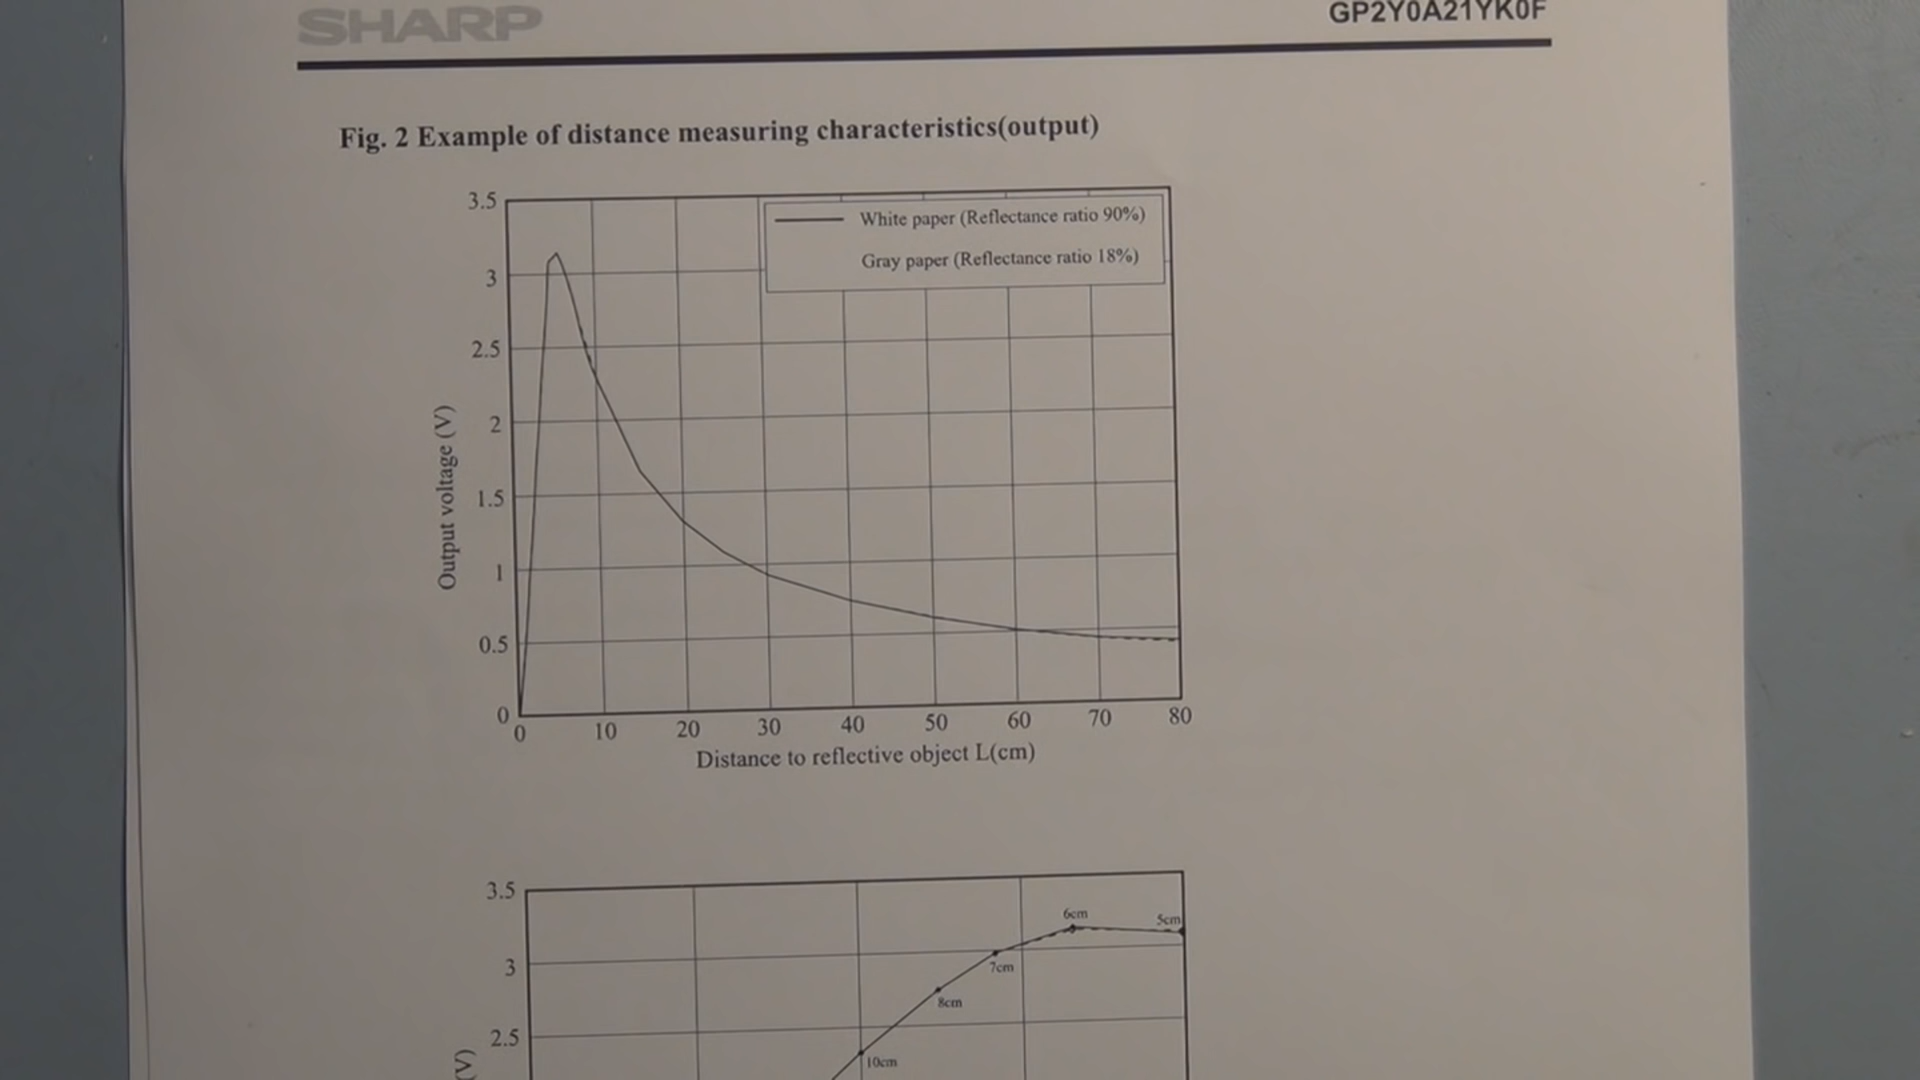 SHARP
GP2Y0A21YK0F
Fig. 2 Example of distance measuring characteristics(output)
3.5
White paper (Reflectance ratio 90%)
Gray paper (Reflectance ratio 18%)
3
2.5
2
1.5
1
0.5
0
Output voltage (V)
0 10 20 30 40 50 60 70 80
Distance to reflective object L(cm)
3.5
6cm
5cm
3
7cm
8cm
2.5
10cm
(V)